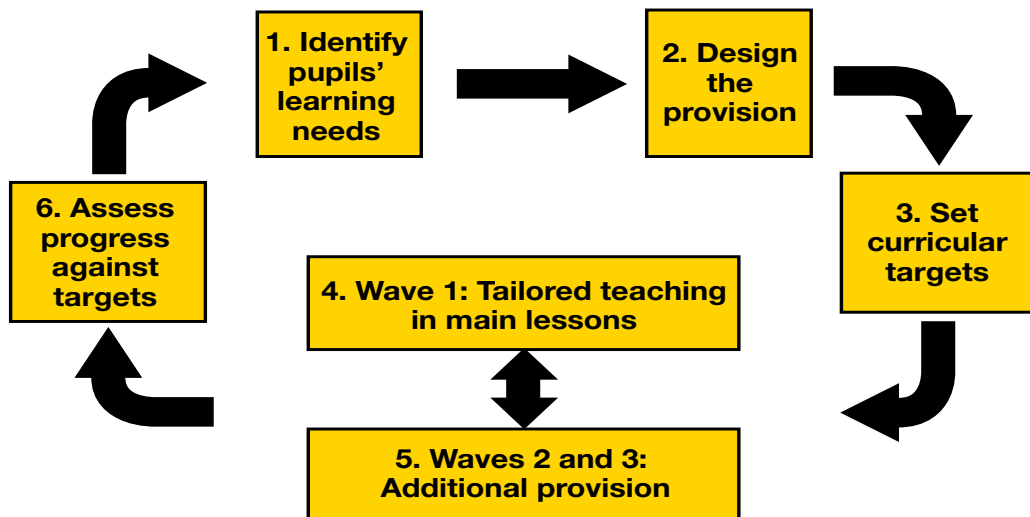 1. Identify
pupils’
learning
needs
2. Design
the
provision
3. Set
curricular
targets
4. Wave 1: Tailored teaching
in main lessons
5. Waves 2 and 3:
Additional provision
6. Assess
progress
against
targets